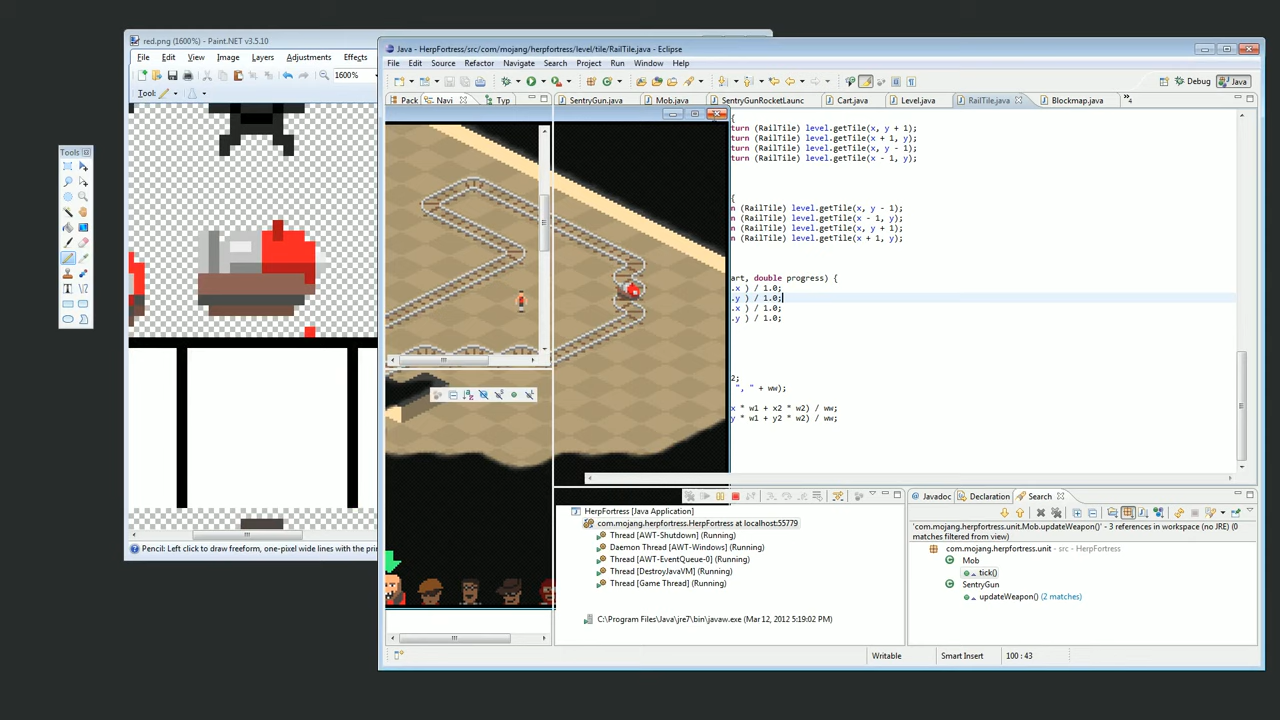 red.png (1600%) - Paint.NET v3.5.10
File Edit View Image Layers Adjustments Effects
1600%
Tool:
Tools
Pencil: Left click to draw freeform, one-pixel wide lines with the prim
Java - HerpFortress/src/com/mojang/herpfortress/level/tile/RailTile.java - Eclipse
File Edit Source Refactor Navigate Search Project Run Window Help
Debug Java
Pack Navi Typ
SentryGun.java Mob.java SentryGunRocketLaunc Cart.java Level.java RailTile.java Blockmap.java 4
{
urn (RailTile) level.getTile(x, y + 1);
urn (RailTile) level.getTile(x + 1, y);
urn (RailTile) level.getTile(x, y - 1);
urn (RailTile) level.getTile(x - 1, y);
{
n (RailTile) level.getTile(x, y - 1);
n (RailTile) level.getTile(x - 1, y);
n (RailTile) level.getTile(x, y + 1);
n (RailTile) level.getTile(x + 1, y);
art, double progress) {
.x ) / 1.0;
.y ) / 1.0;
.x ) / 1.0;
.y ) / 1.0;
2;
", " + ww);
x * w1 + x2 * w2) / ww;
y * w1 + y2 * w2) / ww;
HerpFortress [Java Application]
com.mojang.herpfortress.HerpFortress at localhost:55779
Thread [AWT-Shutdown] (Running)
Daemon Thread [AWT-Windows] (Running)
Thread [AWT-EventQueue-0] (Running)
Thread [DestroyJavaVM] (Running)
Thread [Game Thread] (Running)
C:\Program Files\Java\jre7\bin\javaw.exe (Mar 12, 2012 5:19:02 PM)
Javadoc Declaration Search
'com.mojang.herpfortress.unit.Mob.updateWeapon()' - 3 references in workspace (no JRE) (0
matches filtered from view)
com.mojang.herpfortress.unit - src - HerpFortress
Mob
tick()
SentryGun
updateWeapon() (2 matches)
Writable Smart Insert 100 : 43